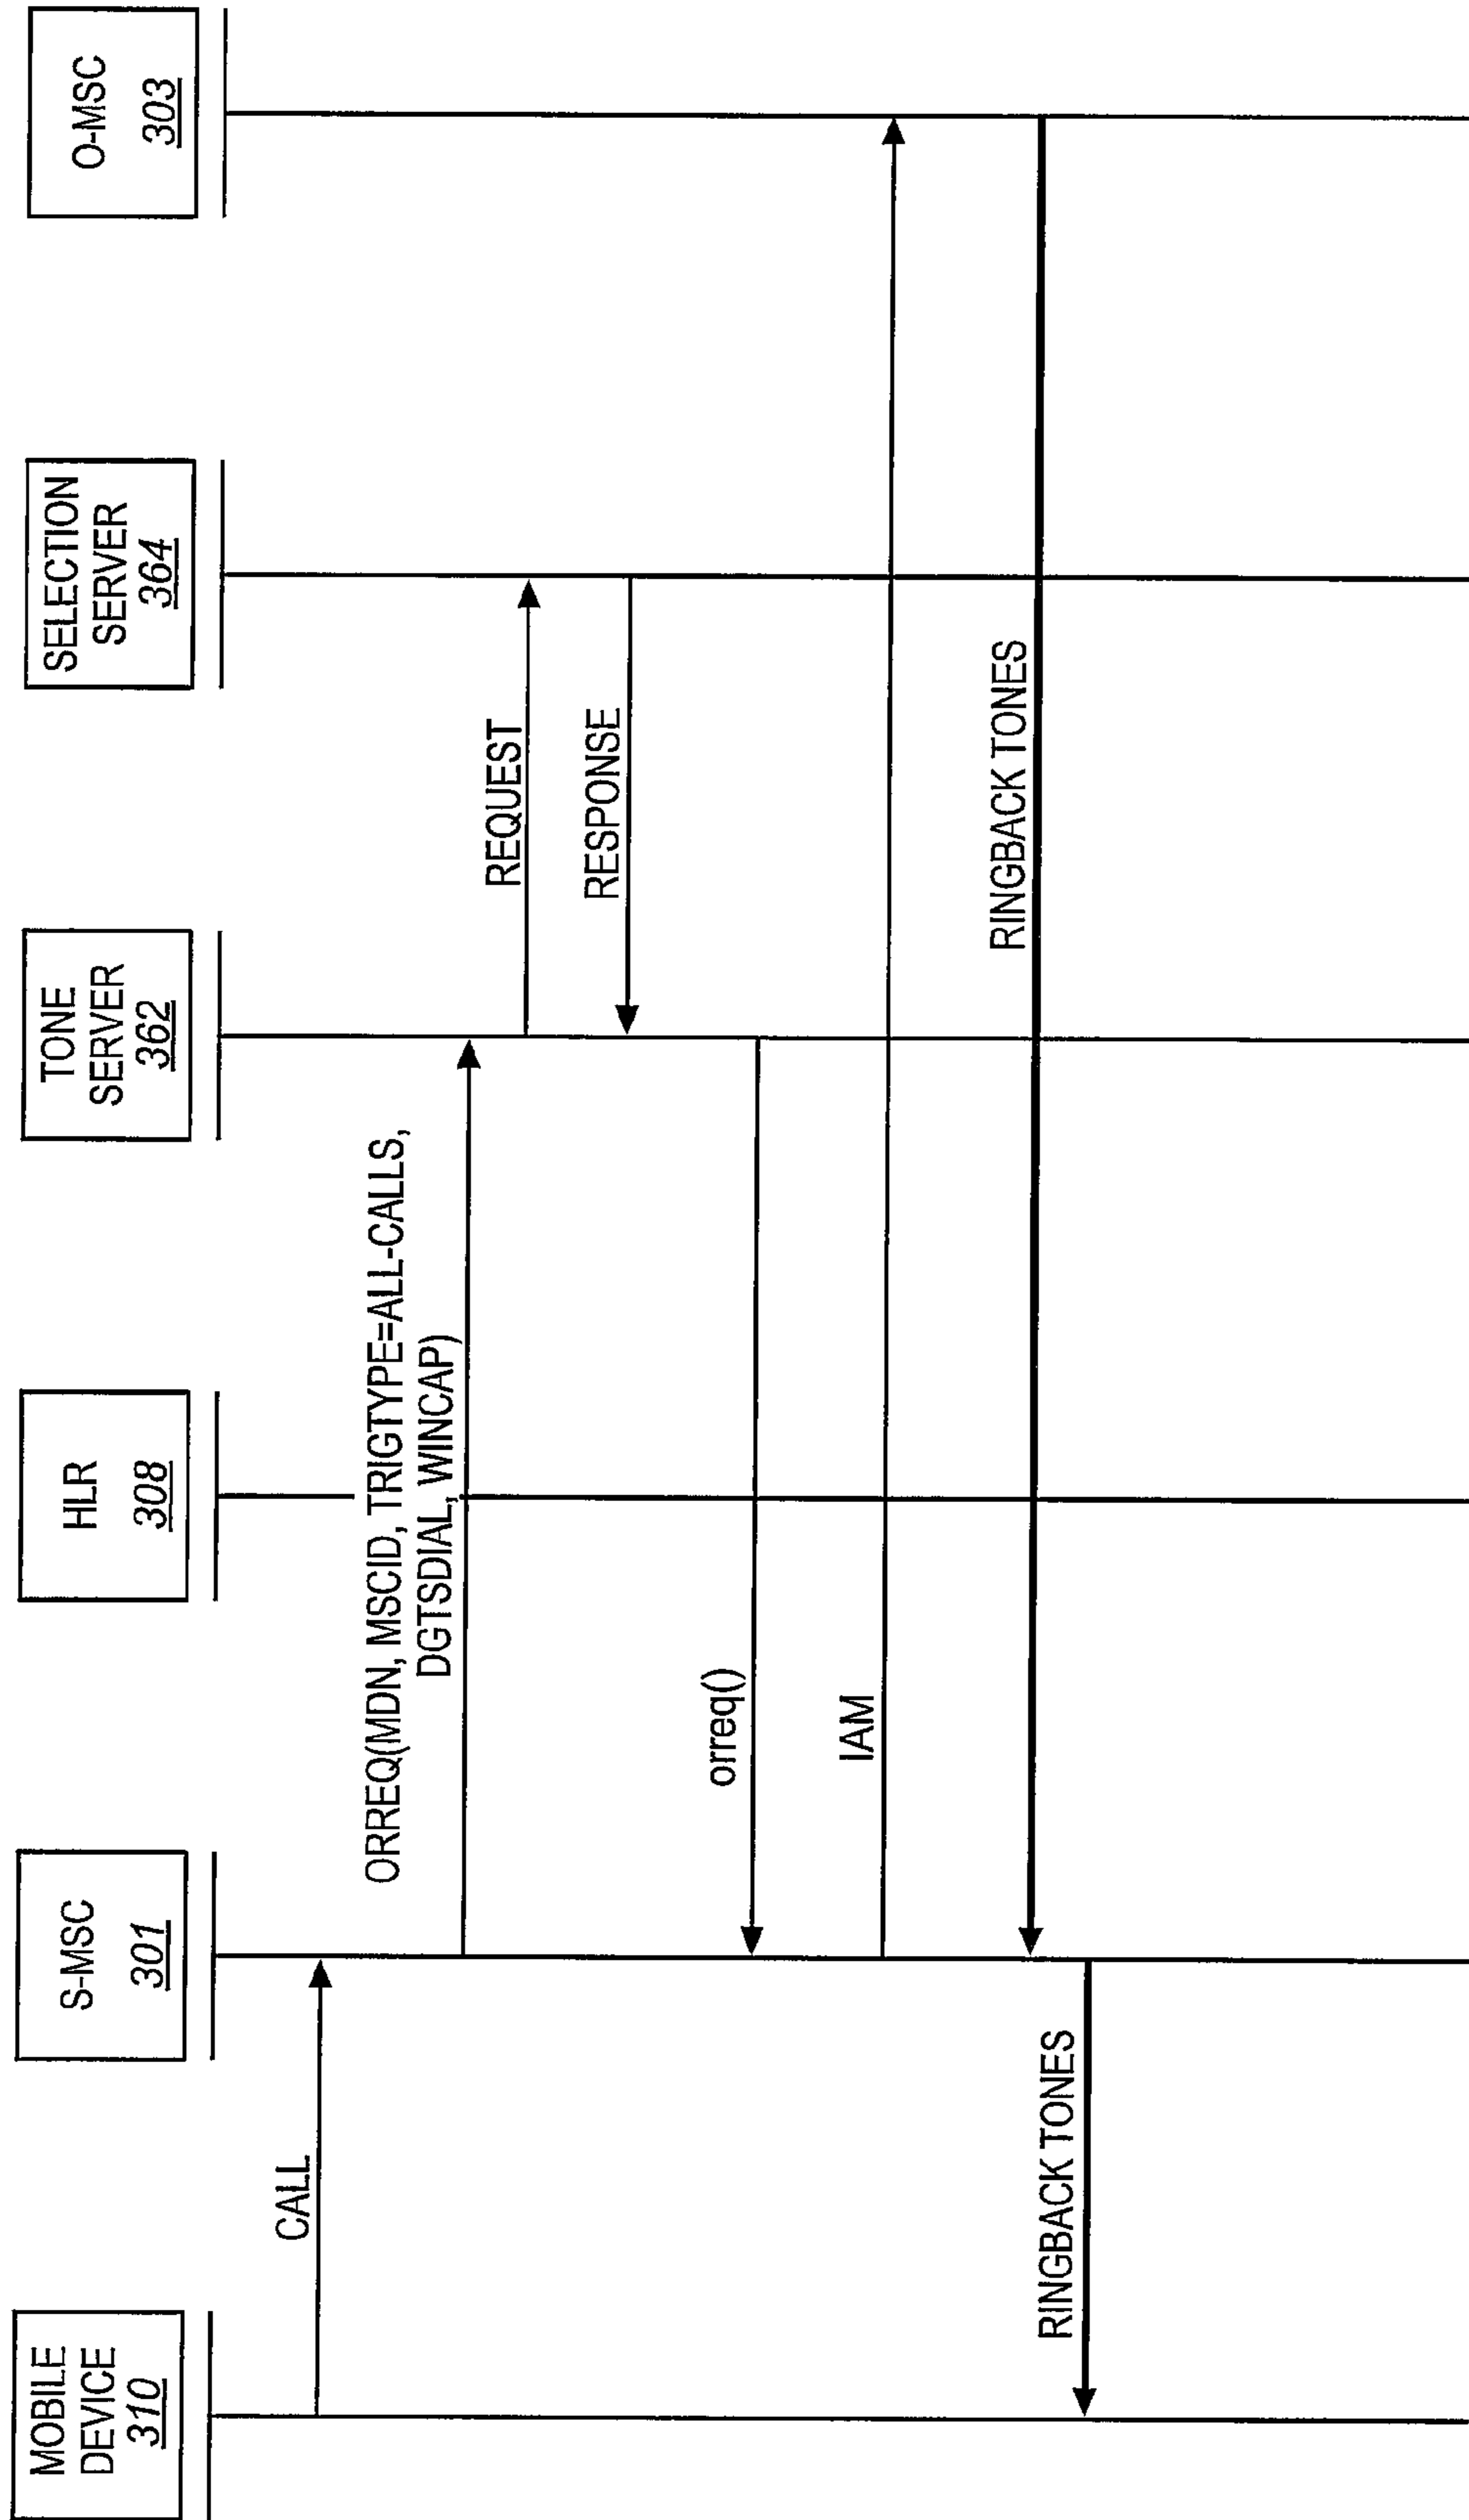 MOBILE
DEVICE
310
S-MSC
301
HLR
308
TONE
SERVER
362
SELECTION
SERVER
364
O-MSC
303
CALL
ORREQ(MDN, MSCID, TRIGTYPE=ALL-CALLS,
DGTSDIAL, WINCAP)
REQUEST
RESPONSE
orreq()
IAM
RINGBACK TONES
RINGBACK TONES